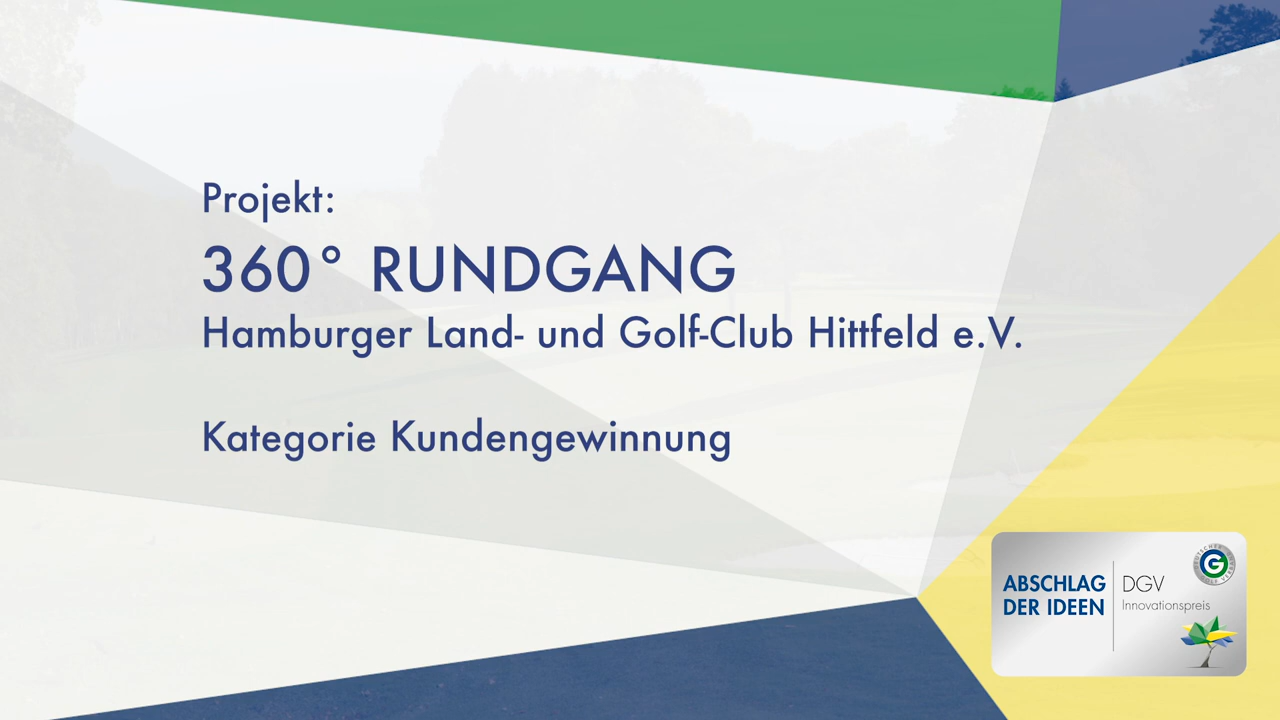 Projekt:
360° RUNDGANG
Hamburger Land- und Golf-Club Hittfeld e.V.
Kategorie Kundengewinnung
ABSCHLAG
DER IDEEN
DGV
Innovationspreis
G